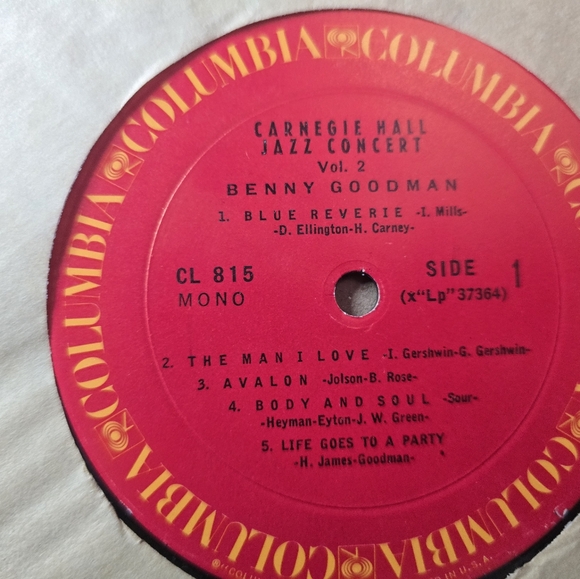 COLUMBIA COLUMBIA COLUMBIA COLUMBIA COLUMBIA COLUMBIA
CARNEGIE HALL
JAZZ CONCERT
Vol. 2
BENNY GOODMAN
1. BLUE REVERIE -I. Mills-
-D. Ellington-H. Carney-
CL 815
MONO
SIDE 1
(x"Lp"37364)
2. THE MAN I LOVE -I. Gershwin-G. Gershwin-
3. AVALON -Jolson-B. Rose-
4. BODY AND SOUL -Sour-
-Heyman-Eyton-J. W. Green-
5. LIFE GOES TO A PARTY
-H. James-Goodman-
IN U.S.A.